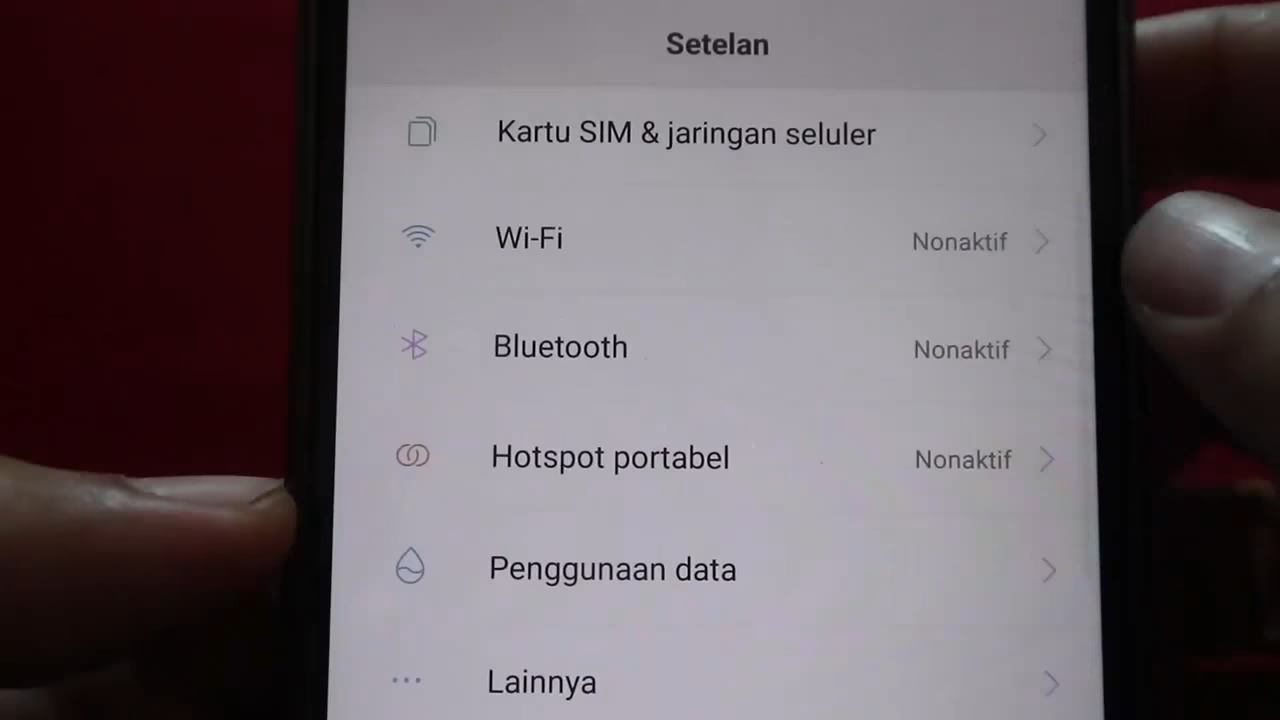 Setelan
Kartu SIM & jaringan seluler
Wi-Fi Nonaktif
Bluetooth Nonaktif
Hotspot portabel Nonaktif
Penggunaan data
Lainnya